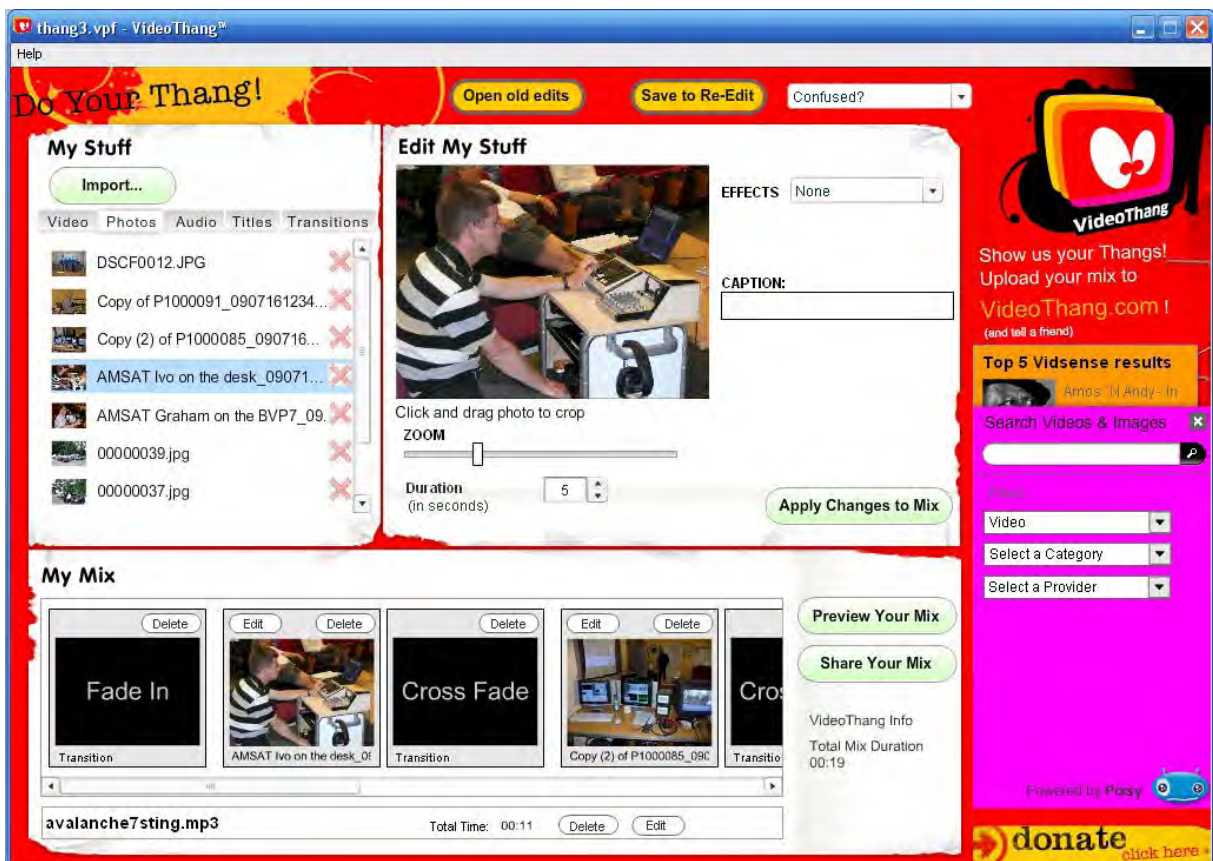 thang3.vpf - VideoThang™
Help
Do Your Thang!
Open old edits
Save to Re-Edit
Confused?
My Stuff
Import...
Video Photos Audio Titles Transitions
DSCF0012.JPG
Copy of P1000091_0907161234...
Copy (2) of P1000085_090716...
AMSAT Ivo on the desk_09071...
AMSAT Graham on the BVP7_09.
00000039.jpg
00000037.jpg
Edit My Stuff
EFFECTS None
CAPTION:
Click and drag photo to crop
ZOOM
Duration 5
(in seconds)
Apply Changes to Mix
VideoThang
Show us your Thangs!
Upload your mix to
VideoThang.com !
(and tell a friend)
Top 5 Vidsense results
Amos 'N Andy - In
Search Videos & Images
Video
Select a Category
Select a Provider
Powered by Pixsy
donate
click here
My Mix
Delete
Fade In
Transition
Edit Delete
AMSAT Ivo on the desk_09
Delete
Cross Fade
Transition
Edit Delete
Copy (2) of P1000085_090
Cros
Transitio
Preview Your Mix
Share Your Mix
VideoThang Info
Total Mix Duration
00:19
avalanche7sting.mp3 Total Time: 00:11 Delete Edit